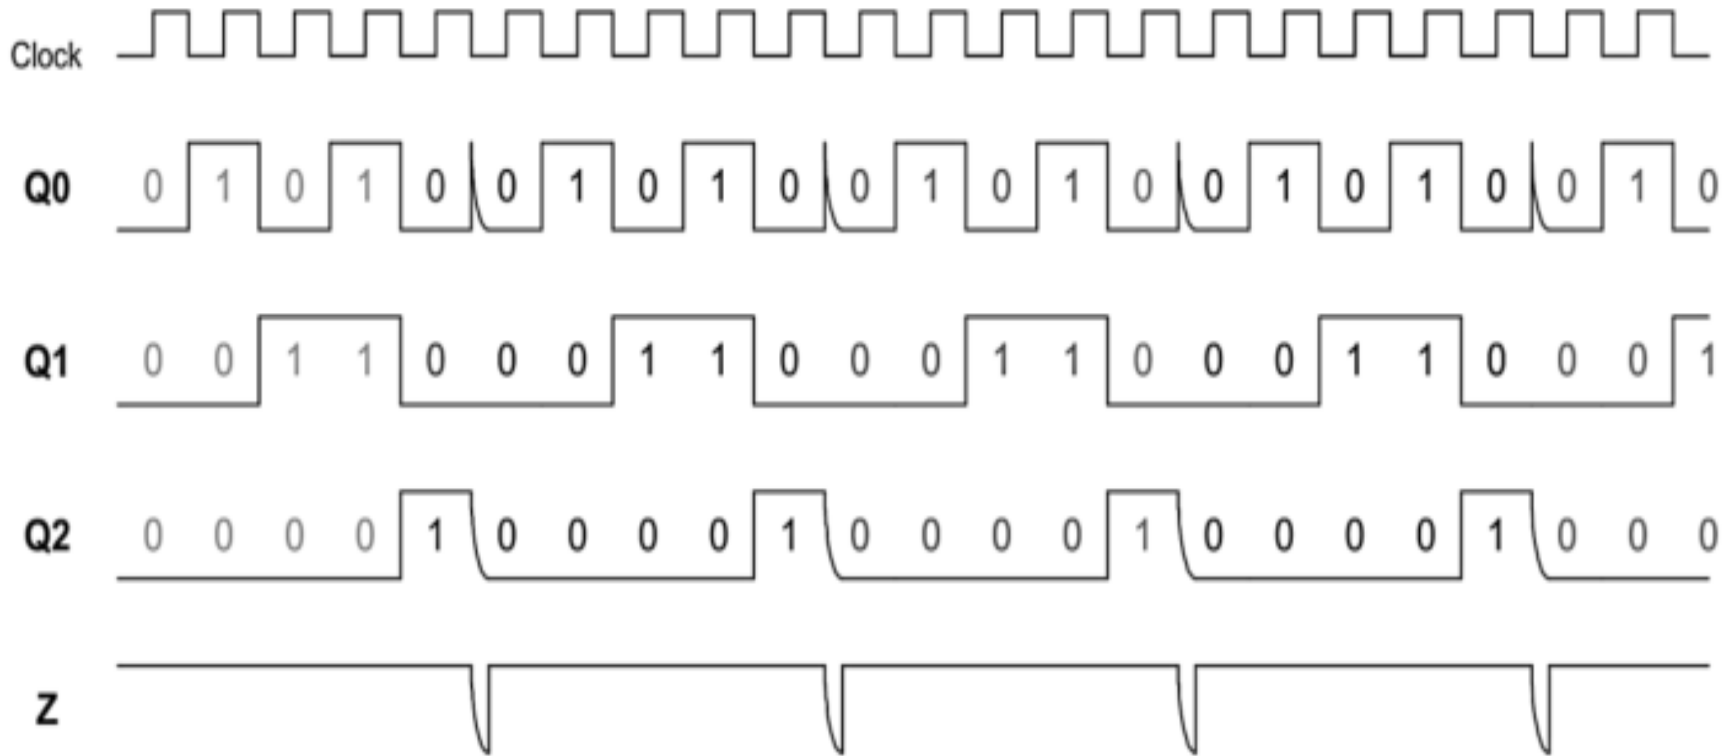 Clock
Q0 0 1 0 1 0 0 1 0 1 0 0 1 0 1 0 0 1 0 1 0 0 1 0
Q1 0 0 1 1 0 0 0 1 1 0 0 0 1 1 0 0 0 1 1 0 0 0 1
Q2 0 0 0 0 1 0 0 0 0 1 0 0 0 0 1 0 0 0 0 1 0 0 0
Z